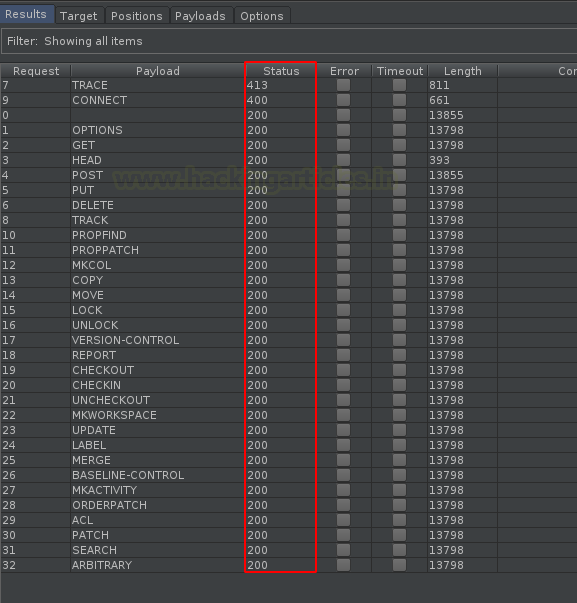 Results Target Positions Payloads Options
Filter: Showing all items
Request Payload Status Error Timeout Length Cor
7 TRACE 413 811
9 CONNECT 400 661
0 200 13855
1 OPTIONS 200 13798
2 GET 200 13798
3 HEAD 200 393
4 POST 200 13855
www.hackingarticles.in
5 PUT 200 13798
6 DELETE 200 13798
8 TRACK 200 13798
10 PROPFIND 200 13798
11 PROPPATCH 200 13798
12 MKCOL 200 13798
13 COPY 200 13798
14 MOVE 200 13798
15 LOCK 200 13798
16 UNLOCK 200 13798
17 VERSION-CONTROL 200 13798
18 REPORT 200 13798
19 CHECKOUT 200 13798
20 CHECKIN 200 13798
21 UNCHECKOUT 200 13798
22 MKWORKSPACE 200 13798
23 UPDATE 200 13798
24 LABEL 200 13798
25 MERGE 200 13798
26 BASELINE-CONTROL 200 13798
27 MKACTIVITY 200 13798
28 ORDERPATCH 200 13798
29 ACL 200 13798
30 PATCH 200 13798
31 SEARCH 200 13798
32 ARBITRARY 200 13798